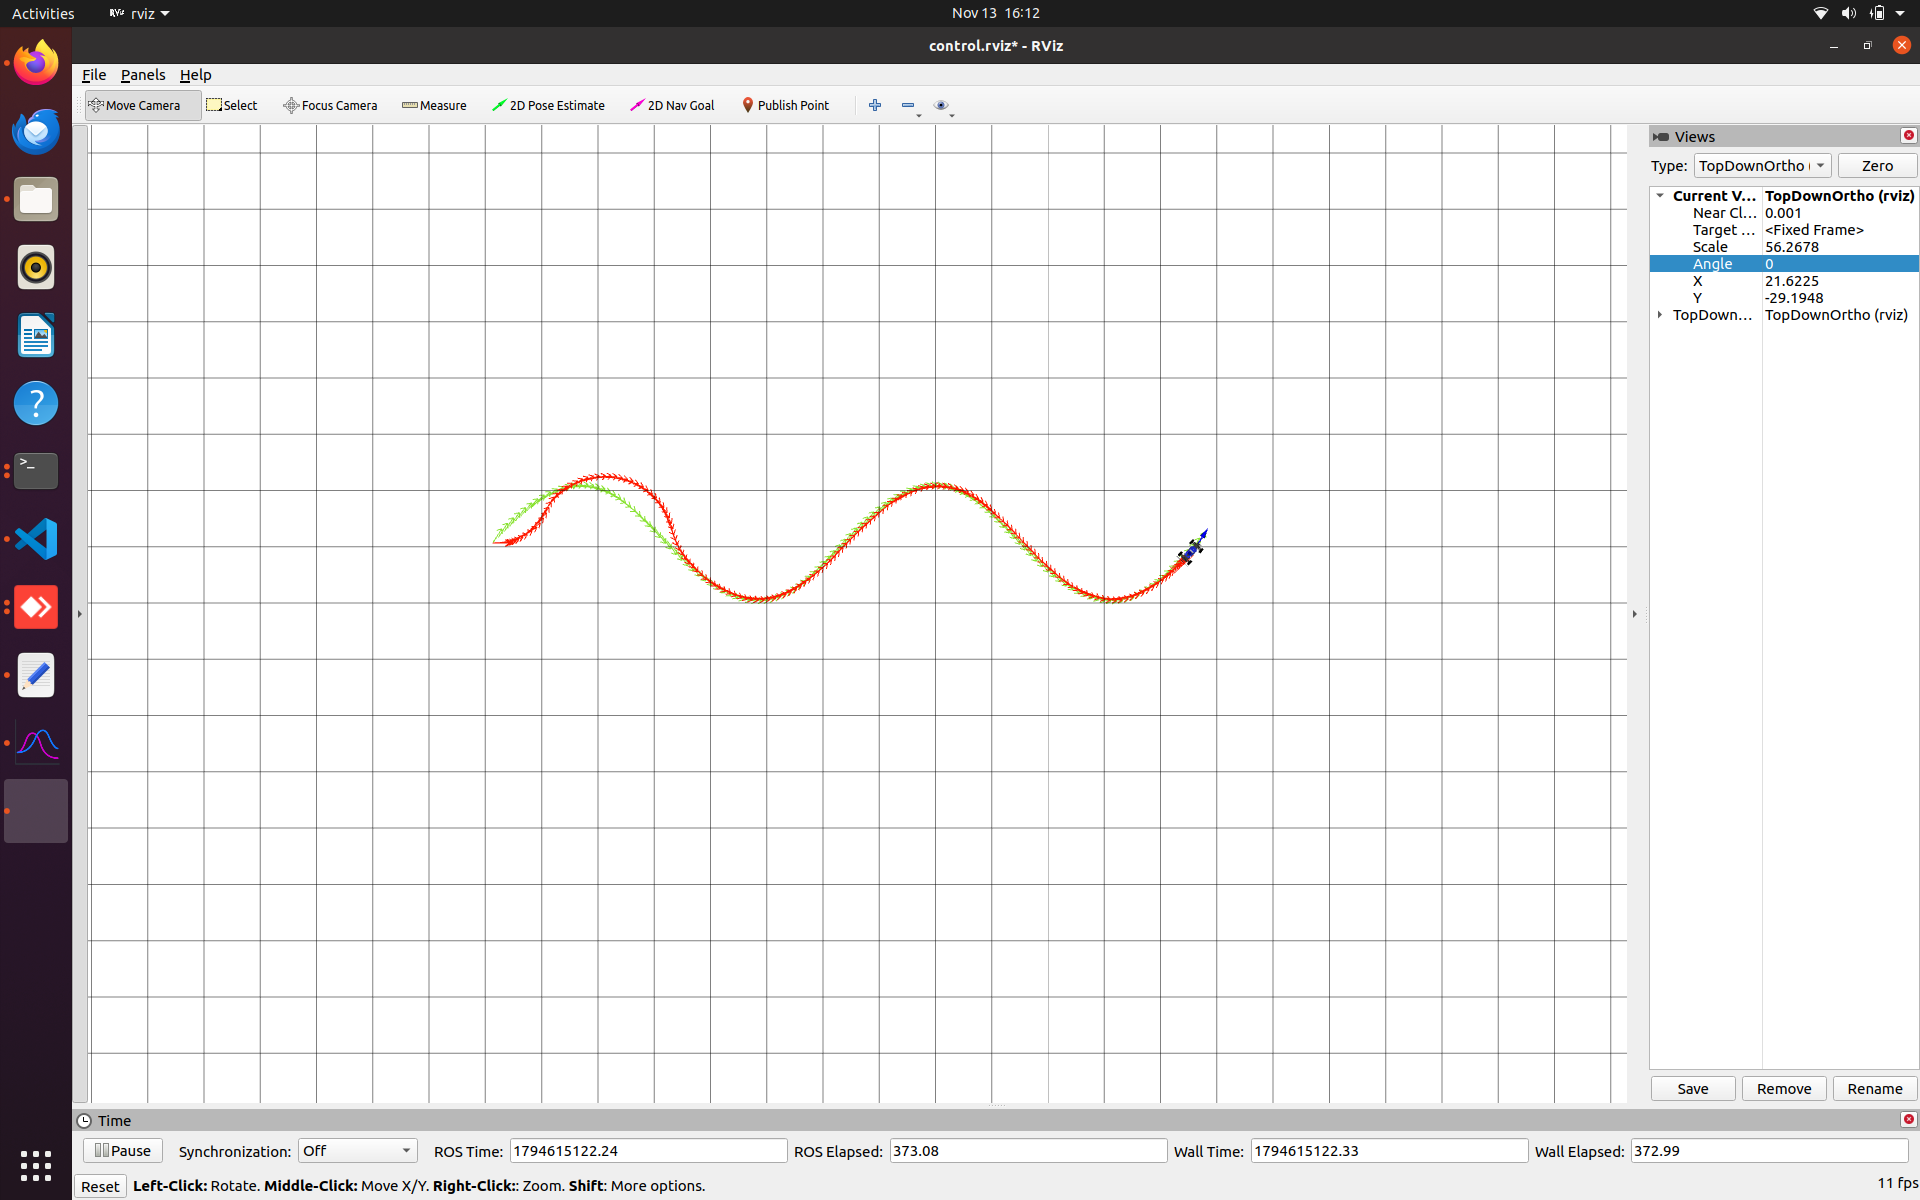 Activities RViz rviz Nov 13 16:12
control.rviz* - RViz
File Panels Help
Move Camera Select Focus Camera Measure 2D Pose Estimate 2D Nav Goal Publish Point
Views
Type: TopDownOrtho ( Zero
Current V... TopDownOrtho (rviz)
Near Cl... 0.001
Target ... <Fixed Frame>
Scale 56.2678
Angle 0
X 21.6225
Y -29.1948
TopDown... TopDownOrtho (rviz)
Save Remove Rename
Time
Pause Synchronization: Off ROS Time: 1794615122.24 ROS Elapsed: 373.08 Wall Time: 1794615122.33 Wall Elapsed: 372.99
Reset Left-Click: Rotate. Middle-Click: Move X/Y. Right-Click:: Zoom. Shift: More options. 11 fps